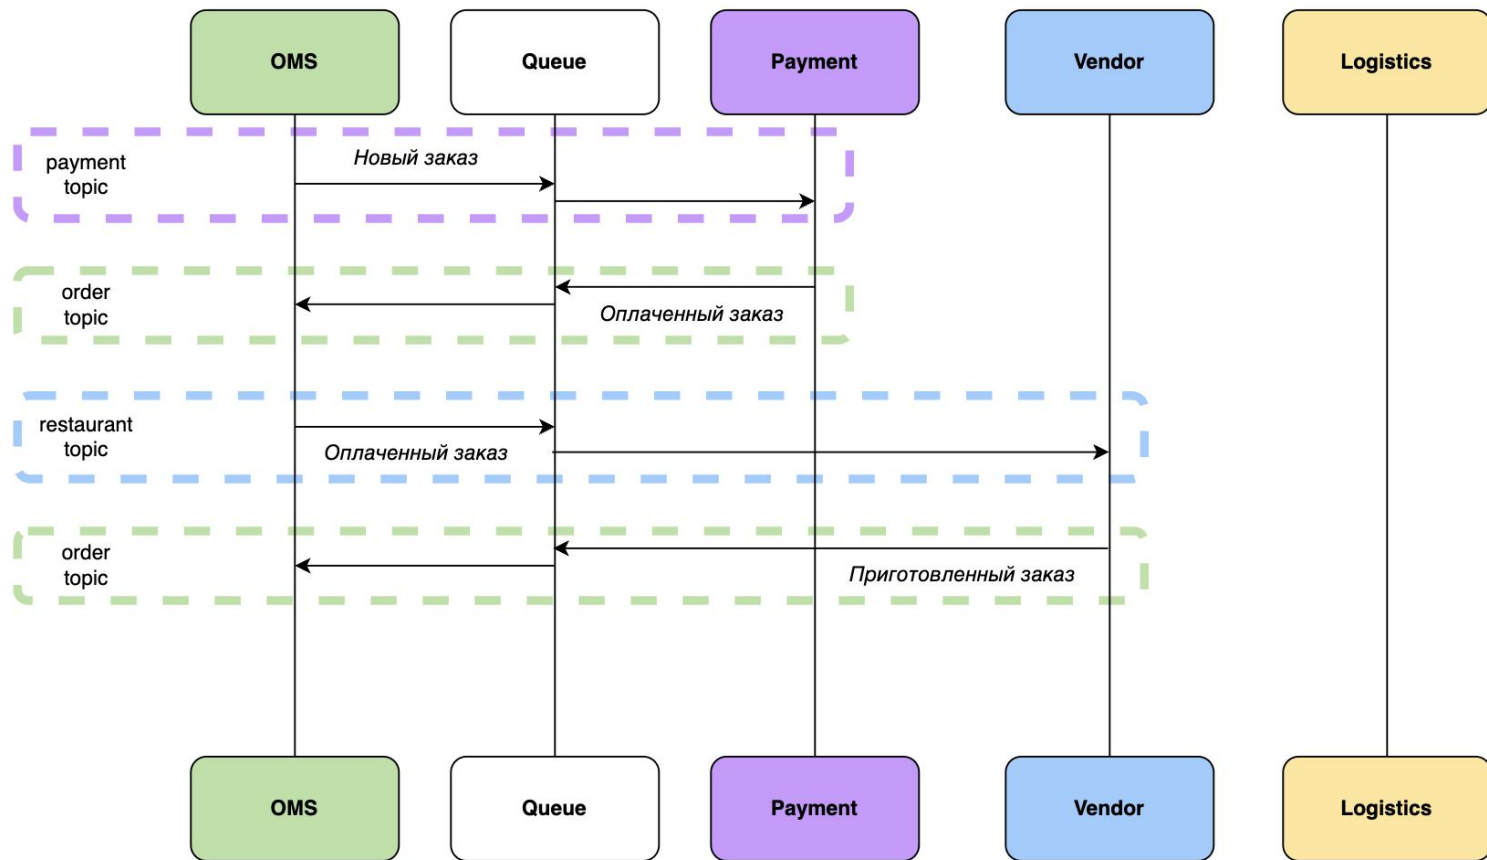 OMS
Queue
Payment
Vendor
Logistics
payment
topic
Новый заказ
order
topic
Оплаченный заказ
restaurant
topic
Оплаченный заказ
order
topic
Приготовленный заказ
OMS
Queue
Payment
Vendor
Logistics